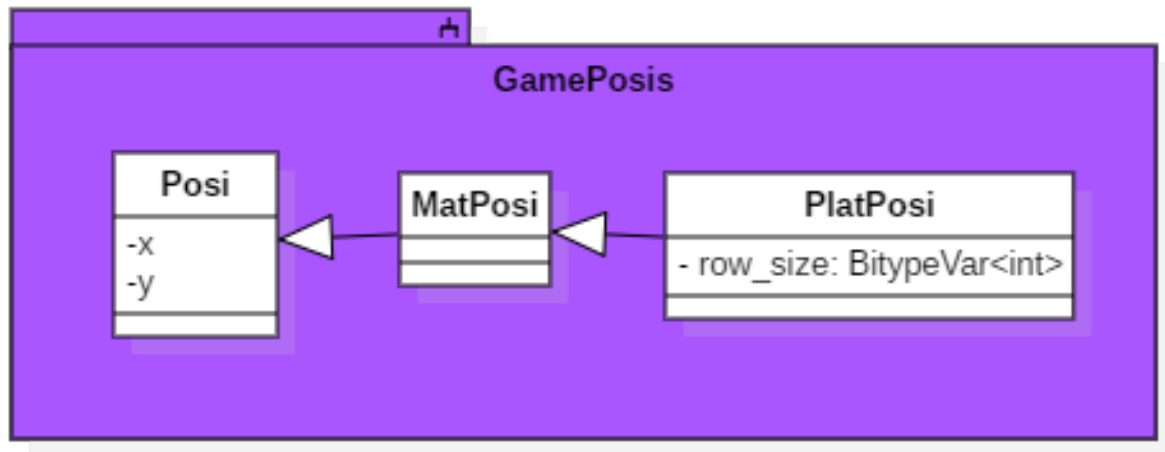 GamePosis
Posi
-x
-y
MatPosi
PlatPosi
- row_size: BitypeVar<int>